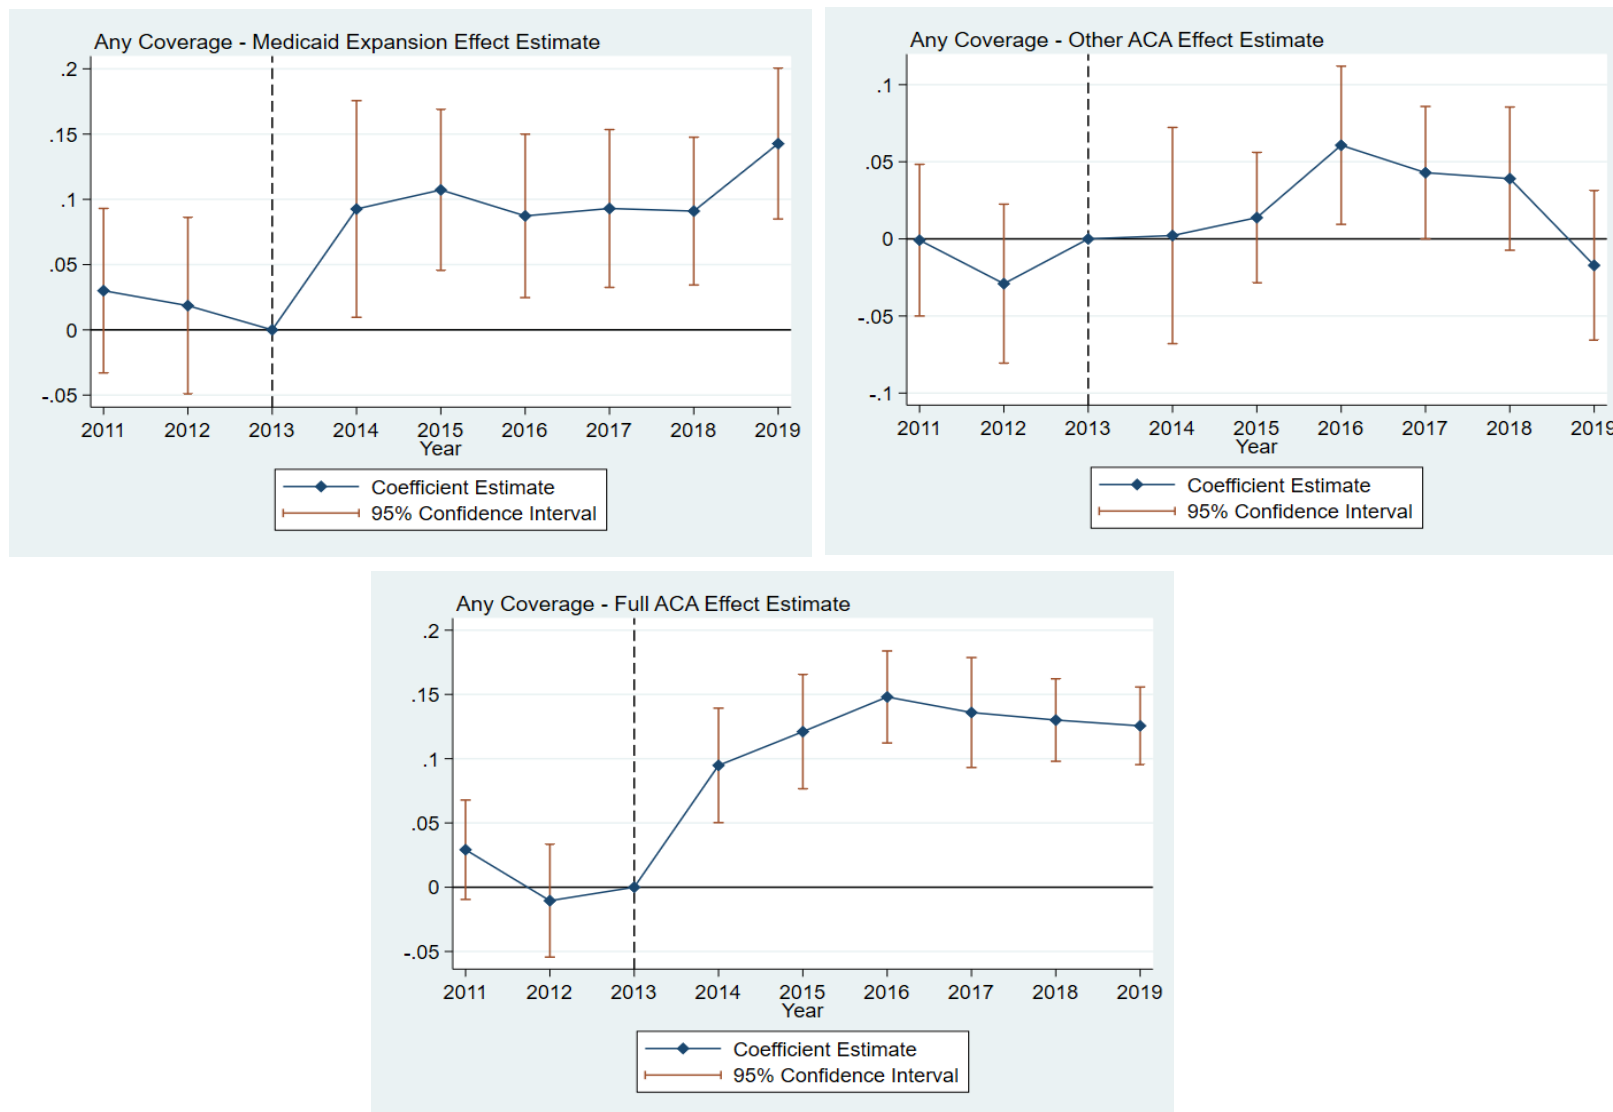 Any Coverage - Medicaid Expansion Effect Estimate
.2
.15
.1
.05
0
-.05
2011 2012 2013 2014 2015 2016 2017 2018 2019
Year
Coefficient Estimate
95% Confidence Interval
Any Coverage - Other ACA Effect Estimate
.1
.05
0
-.05
-.1
2011 2012 2013 2014 2015 2016 2017 2018 2019
Year
Coefficient Estimate
95% Confidence Interval
Any Coverage - Full ACA Effect Estimate
.2
.15
.1
.05
0
-.05
2011 2012 2013 2014 2015 2016 2017 2018 2019
Year
Coefficient Estimate
95% Confidence Interval